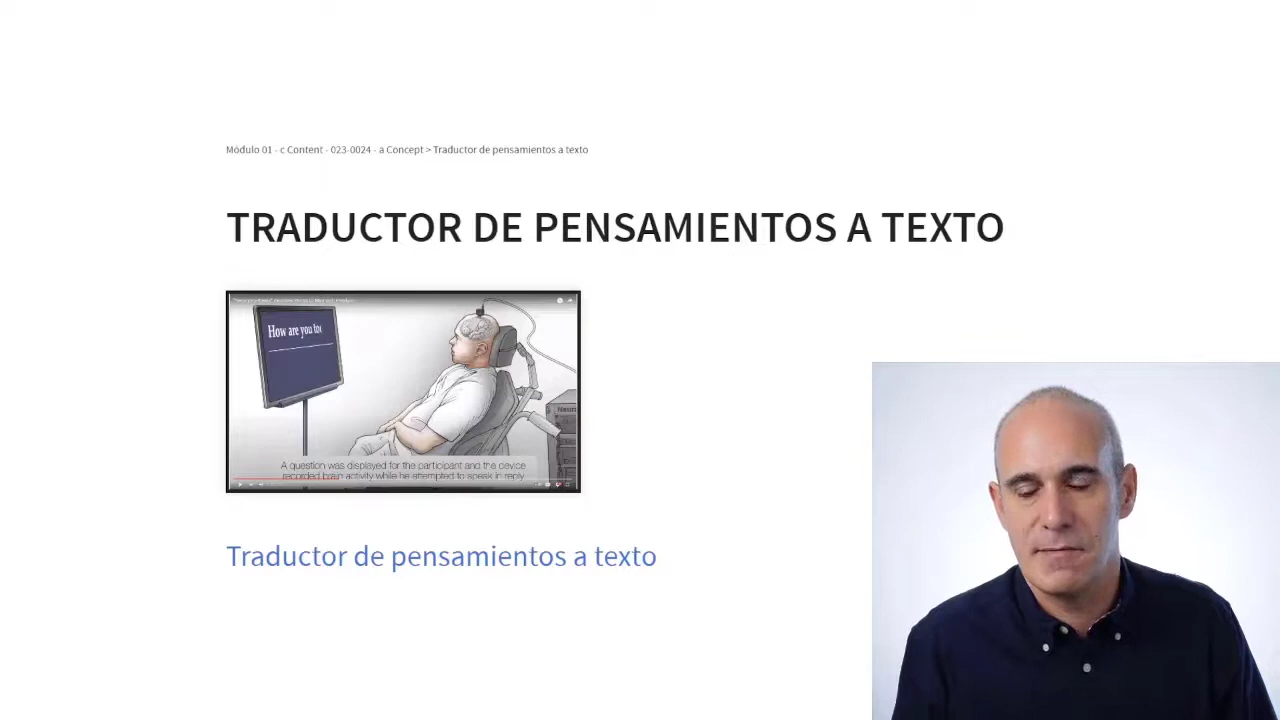 Módulo 01 - c Content - 023-0024 - a Concept > Traductor de pensamientos a texto
TRADUCTOR DE PENSAMIENTOS A TEXTO
How are you
A question was displayed for the participant and the device
recorded brain activity while he attempted to speak in reply
Traductor de pensamientos a texto